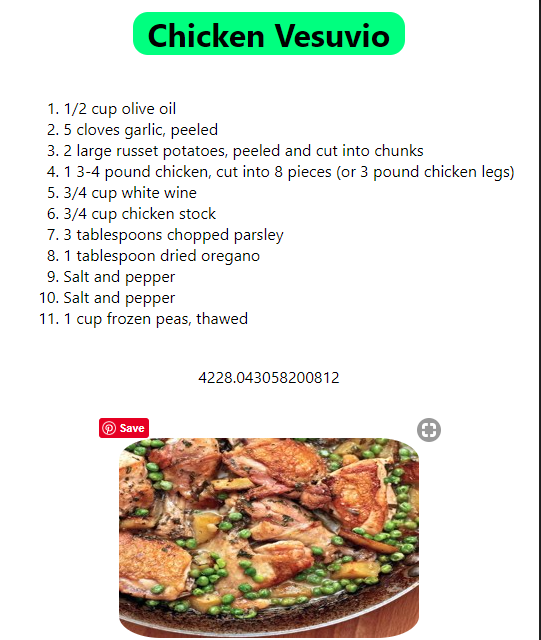 Chicken Vesuvio
1. 1/2 cup olive oil
2. 5 cloves garlic, peeled
3. 2 large russet potatoes, peeled and cut into chunks
4. 1 3-4 pound chicken, cut into 8 pieces (or 3 pound chicken legs)
5. 3/4 cup white wine
6. 3/4 cup chicken stock
7. 3 tablespoons chopped parsley
8. 1 tablespoon dried oregano
9. Salt and pepper
10. Salt and pepper
11. 1 cup frozen peas, thawed
4228.043058200812
Save